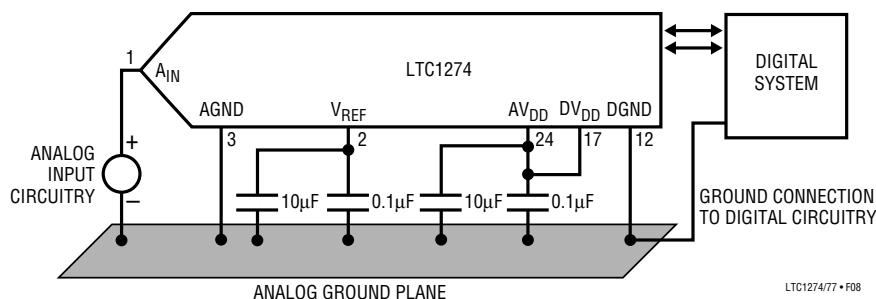 LTC1274
DIGITAL
SYSTEM
1
AIN
AGND
VREF
AVDD
DVDD
DGND
3
2
24
17
12
+
ANALOG
INPUT
CIRCUITRY
–
10µF
0.1µF
10µF
0.1µF
GROUND CONNECTION
TO DIGITAL CIRCUITRY
ANALOG GROUND PLANE
LTC1274/77 • F08